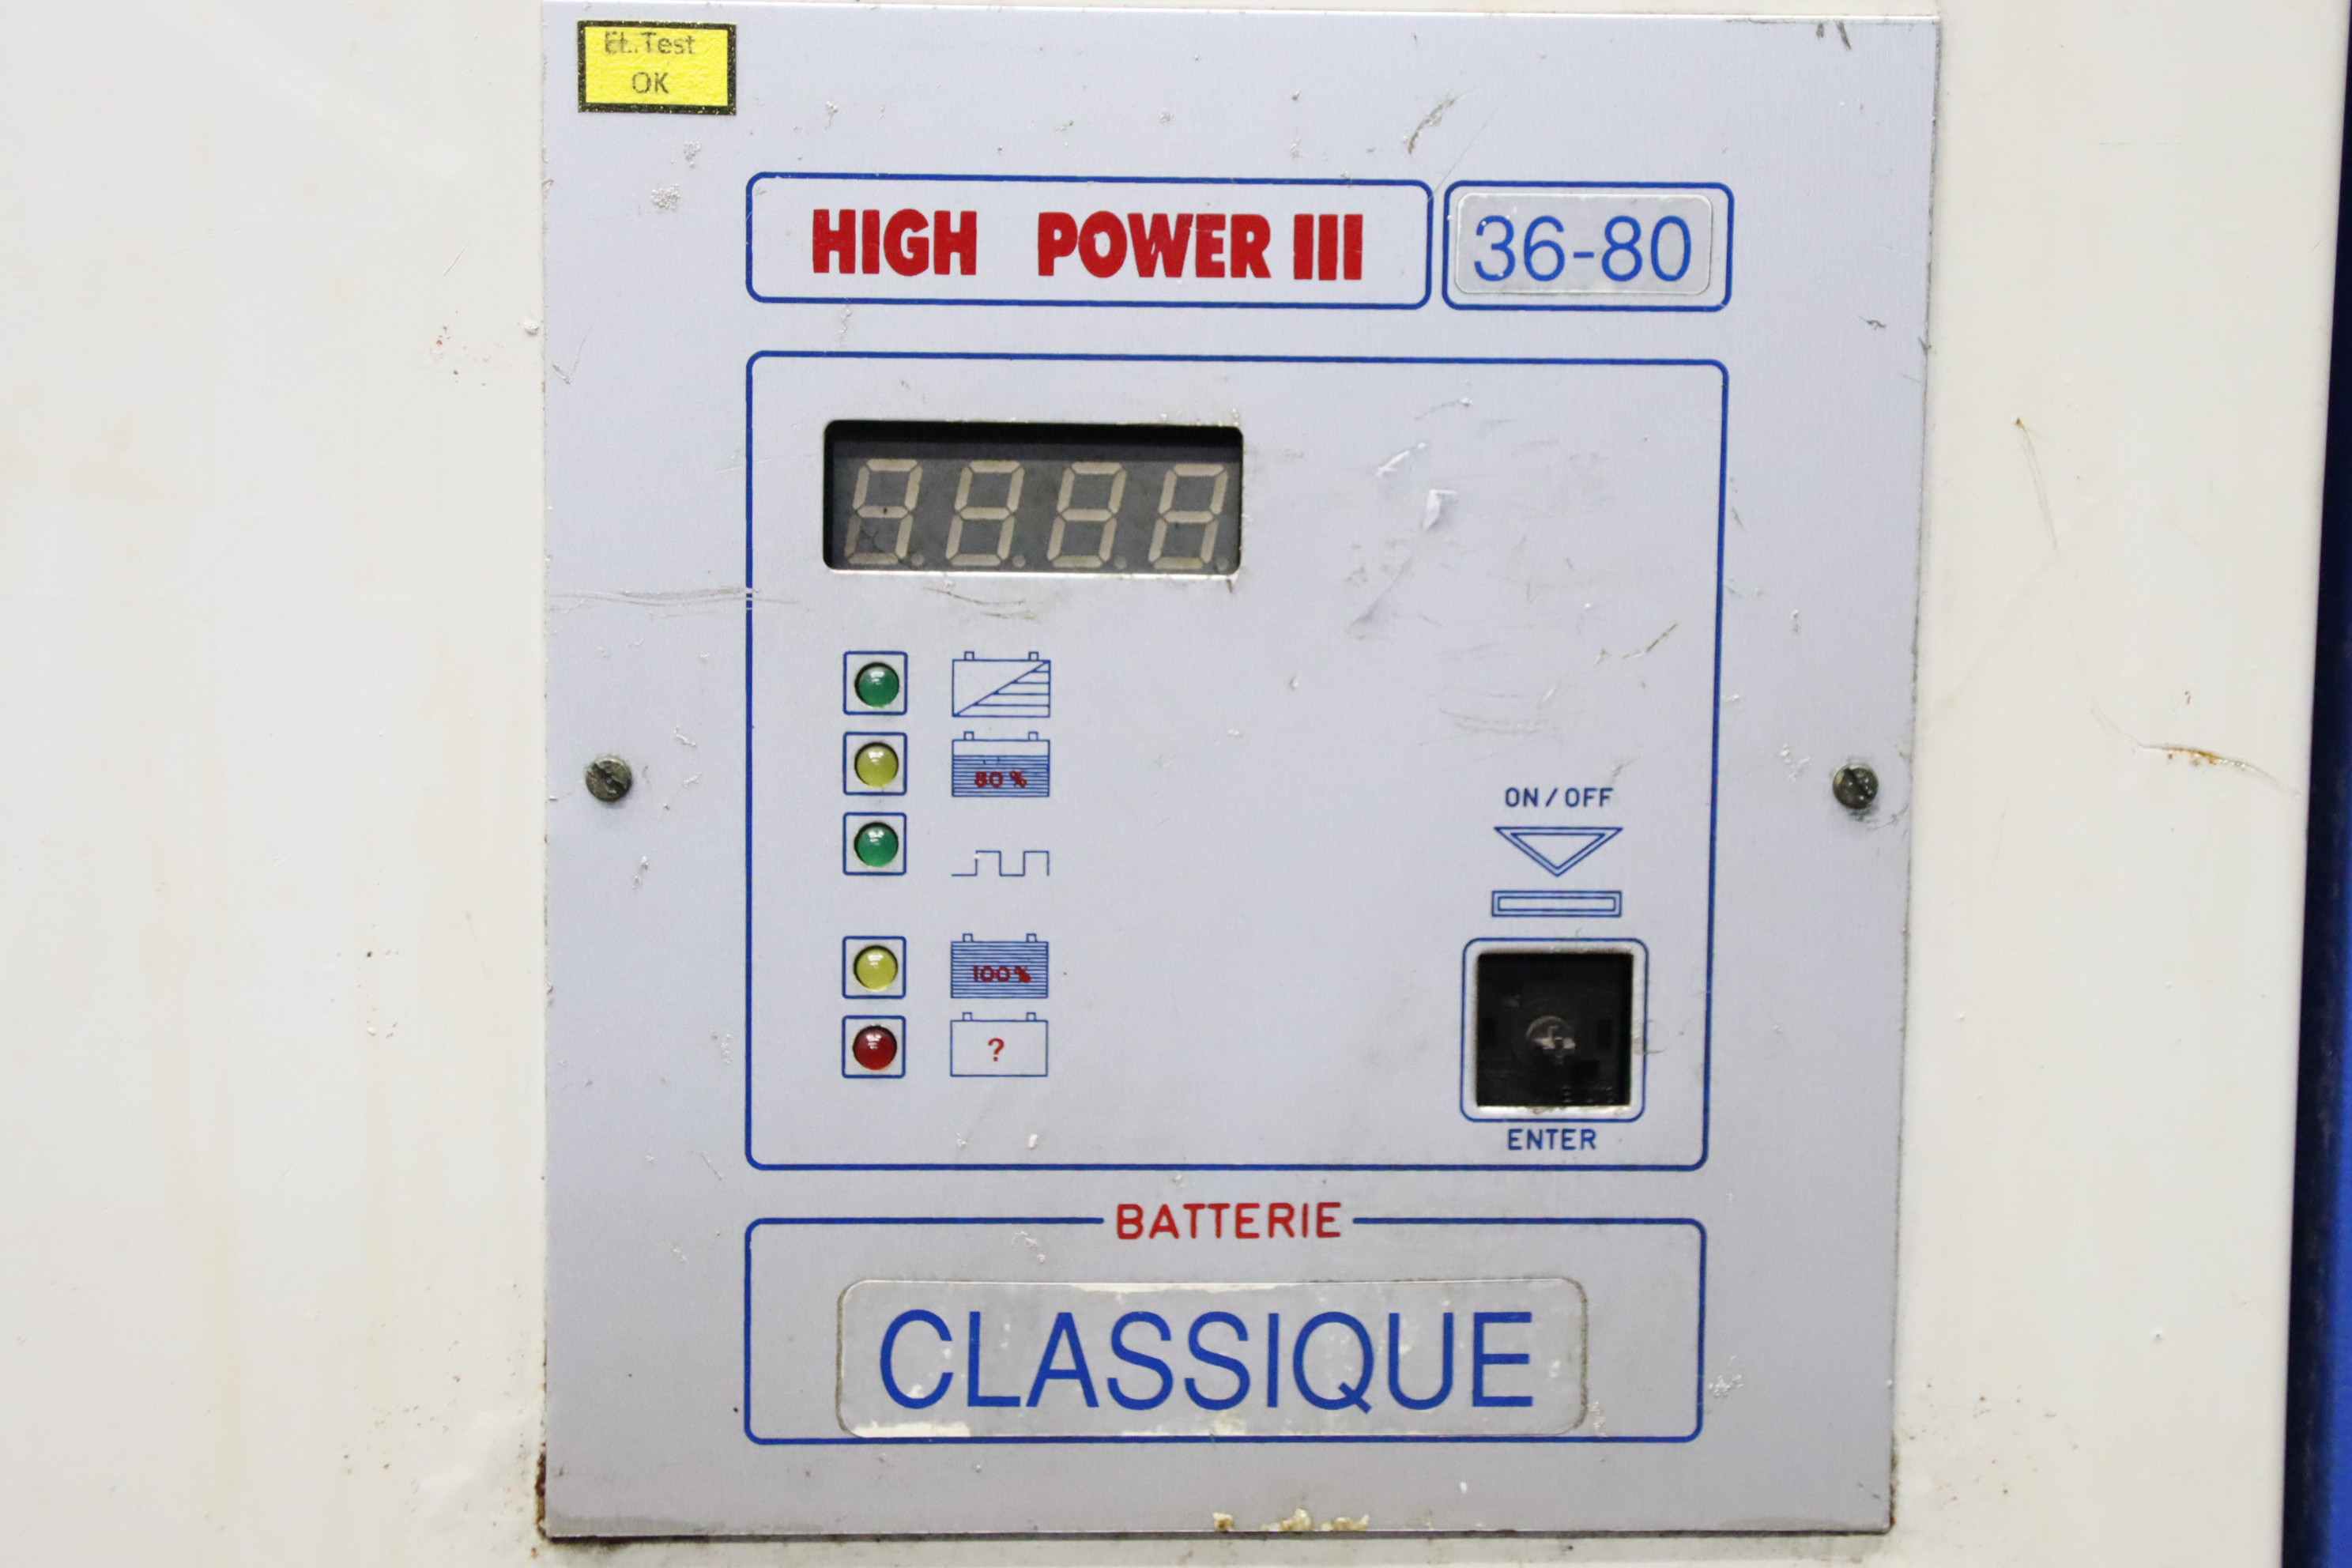 Et. Test
OK
HIGH POWER III
36-80
80 %
ON / OFF
100 %
?
ENTER
BATTERIE
CLASSIQUE